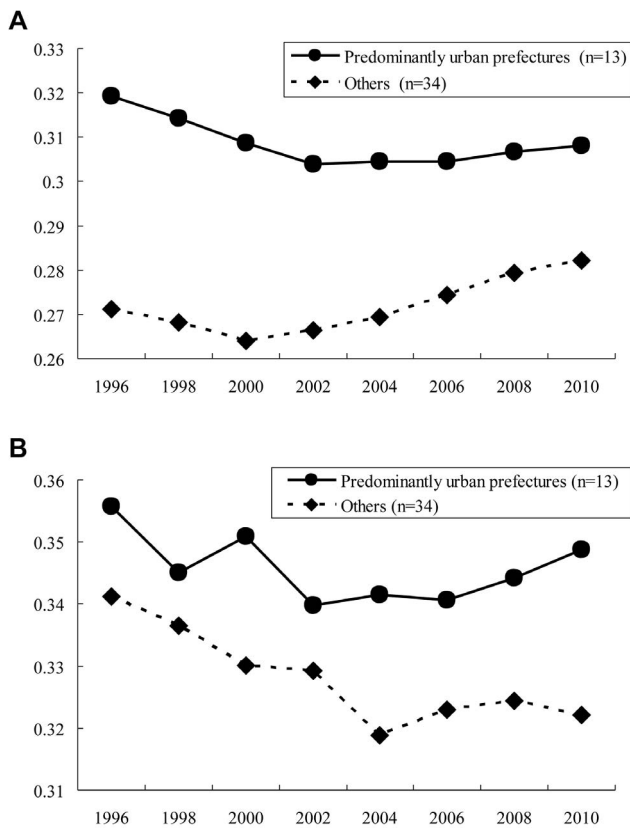 A
0.33
0.32
0.31
0.3
0.29
0.28
0.27
0.26
Predominantly urban prefectures (n=13)
Others (n=34)
1996 1998 2000 2002 2004 2006 2008 2010
B
0.36
0.35
0.34
0.33
0.32
0.31
Predominantly urban prefectures (n=13)
Others (n=34)
1996 1998 2000 2002 2004 2006 2008 2010